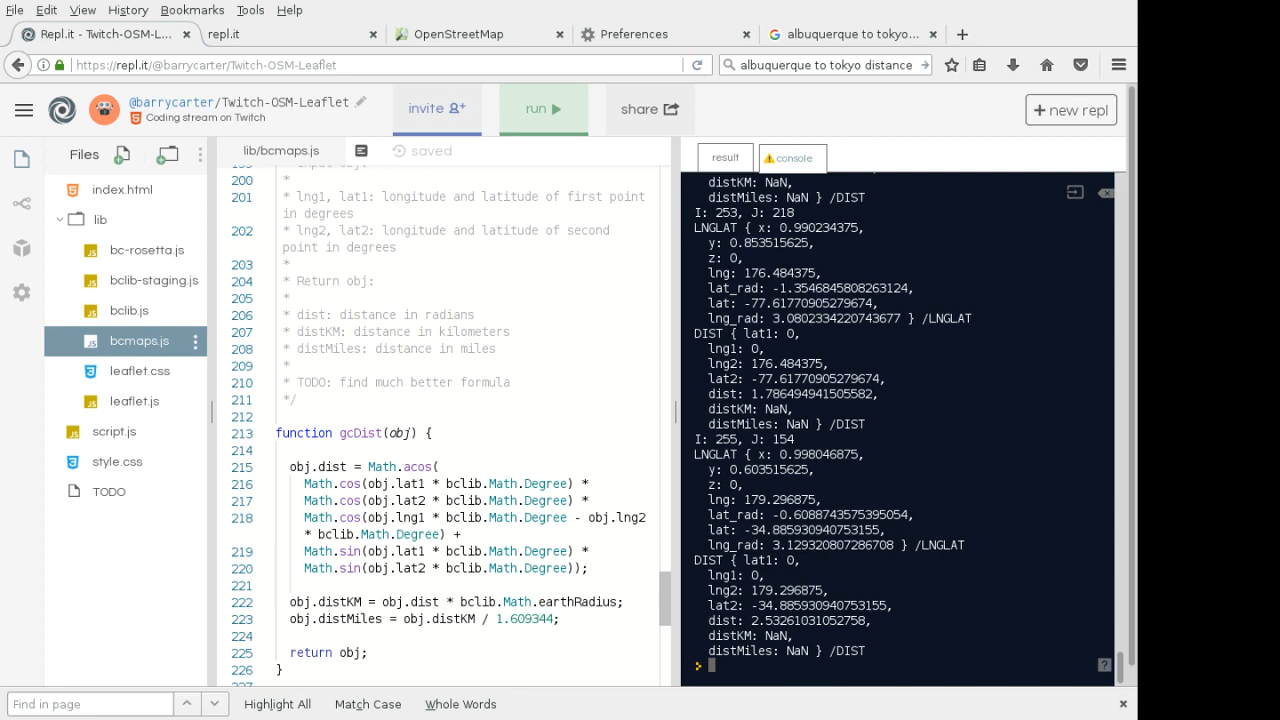 File Edit View History Bookmarks Tools Help
Repl.it - Twitch-OSM-L... × repl.it × OpenStreetMap × Preferences × albuquerque to tokyo... × +
https://repl.it/@barrycarter/Twitch-OSM-Leaflet
albuquerque to tokyo distance
@barrycarter/Twitch-OSM-Leaflet
Coding stream on Twitch
invite
run
share
+ new repl
Files
index.html
lib
bc-rosetta.js
bclib-staging.js
bclib.js
bcmaps.js
leaflet.css
leaflet.js
script.js
style.css
TODO
lib/bcmaps.js
saved
200 *
201 * lng1, lat1: longitude and latitude of first point
in degrees
202 * lng2, lat2: longitude and latitude of second
point in degrees
203 *
204 * Return obj:
205 *
206 * dist: distance in radians
207 * distKM: distance in kilometers
208 * distMiles: distance in miles
209 *
210 * TODO: find much better formula
211 */
212
213 function gcDist(obj) {
214
215 obj.dist = Math.acos(
216 Math.cos(obj.lat1 * bclib.Math.Degree) *
217 Math.cos(obj.lat2 * bclib.Math.Degree) *
218 Math.cos(obj.lng1 * bclib.Math.Degree - obj.lng2
* bclib.Math.Degree) +
219 Math.sin(obj.lat1 * bclib.Math.Degree) *
220 Math.sin(obj.lat2 * bclib.Math.Degree));
221
222 obj.distKM = obj.dist * bclib.Math.earthRadius;
223 obj.distMiles = obj.distKM / 1.609344;
224
225 return obj;
226 }
result
console
distKM: NaN,
distMiles: NaN } /DIST
I: 253, J: 218
LNGLAT { x: 0.990234375,
y: 0.853515625,
z: 0,
lng: 176.484375,
lat_rad: -1.3546845808263124,
lat: -77.61770905279674,
lng_rad: 3.0802334220743677 } /LNGLAT
DIST { lat1: 0,
lng1: 0,
lng2: 176.484375,
lat2: -77.61770905279674,
dist: 1.786494941505582,
distKM: NaN,
distMiles: NaN } /DIST
I: 255, J: 154
LNGLAT { x: 0.998046875,
y: 0.603515625,
z: 0,
lng: 179.296875,
lat_rad: -0.6088743575395054,
lat: -34.885930940753155,
lng_rad: 3.129320807286708 } /LNGLAT
DIST { lat1: 0,
lng1: 0,
lng2: 179.296875,
lat2: -34.885930940753155,
dist: 2.53261031052758,
distKM: NaN,
distMiles: NaN } /DIST
>
?
Find in page
Highlight All
Match Case
Whole Words
×